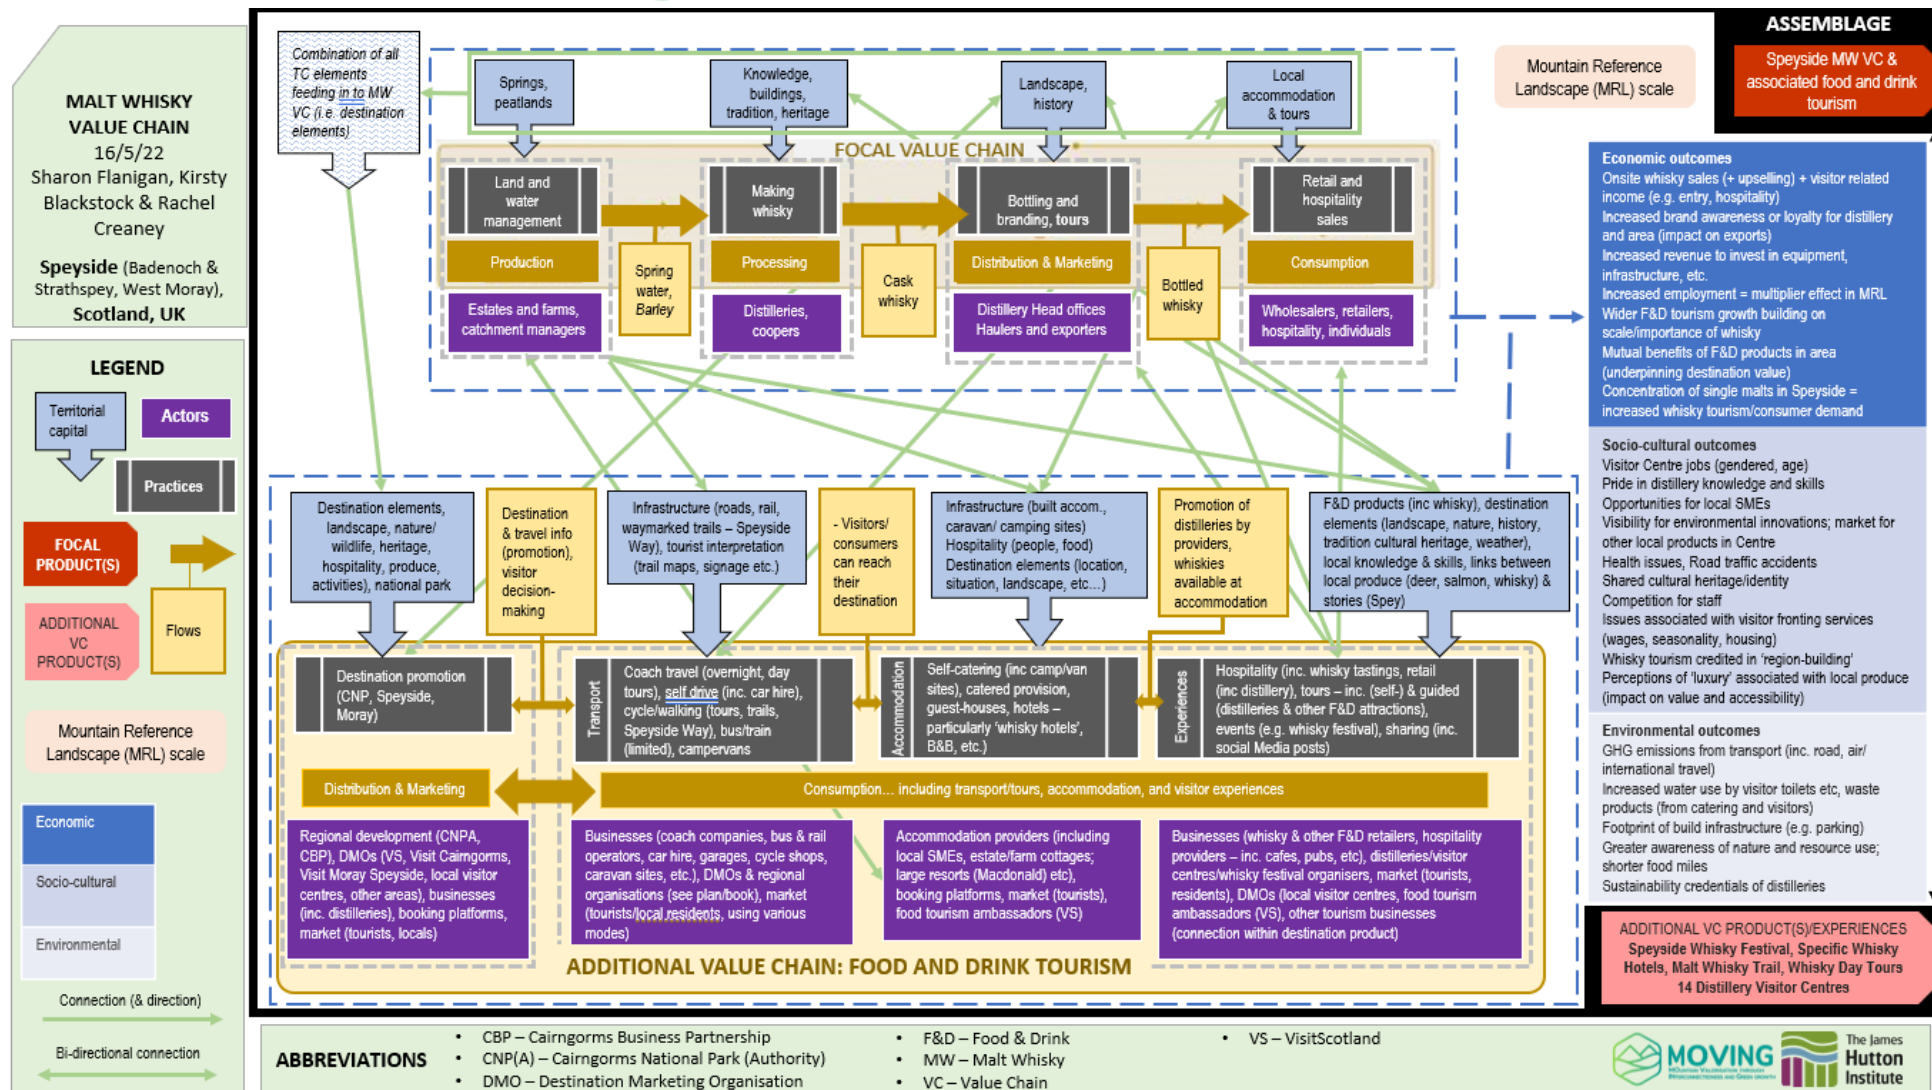 MALT WHISKY
VALUE CHAIN
16/5/22
Sharon Flanigan, Kirsty
Blackstock & Rachel
Creaney
Speyside (Badenoch &
Strathspey, West Moray),
Scotland, UK
LEGEND
Territorial
capital
Actors
Practices
FOCAL
PRODUCT(S)
ADDITIONAL
VC
PRODUCT(S)
Flows
Mountain Reference
Landscape (MRL) scale
Economic
Socio-cultural
Environmental
Connection (& direction)
Bi-directional connection
Combination of all
TC elements
feeding in to MW
VC (i.e. destination
elements)
Springs,
peatlands
Knowledge,
buildings,
tradition, heritage
Landscape,
history
Local
accommodation
& tours
FOCAL VALUE CHAIN
Land and
water
management
Making
whisky
Bottling and
branding, tours
Retail and
hospitality
sales
Production
Processing
Distribution & Marketing
Consumption
Spring
water,
Barley
Cask
whisky
Bottled
whisky
Estates and farms,
catchment managers
Distilleries,
coopers
Distillery Head offices
Haulers and exporters
Wholesalers, retailers,
hospitality, individuals
Mountain Reference
Landscape (MRL) scale
ASSEMBLAGE
Speyside MW VC &
associated food and drink
tourism
Economic outcomes
Onsite whisky sales (+ upselling) + visitor related
income (e.g. entry, hospitality)
Increased brand awareness or loyalty for distillery
and area (impact on exports)
Increased revenue to invest in equipment,
infrastructure, etc.
Increased employment = multiplier effect in MRL
Wider F&D tourism growth building on
scale/importance of whisky
Mutual benefits of F&D products in area
(underpinning destination value)
Concentration of single malts in Speyside =
increased whisky tourism/consumer demand
Socio-cultural outcomes
Visitor Centre jobs (gendered, age)
Pride in distillery knowledge and skills
Opportunities for local SMEs
Visibility for environmental innovations; market for
other local products in Centre
Health issues, Road traffic accidents
Shared cultural heritage/identity
Competition for staff
Issues associated with visitor fronting services
(wages, seasonality, housing)
Whisky tourism credited in ‘region-building’
Perceptions of ‘luxury’ associated with local produce
(impact on value and accessibility)
Environmental outcomes
GHG emissions from transport (inc. road, air/
international travel)
Increased water use by visitor toilets etc, waste
products (from catering and visitors)
Footprint of build infrastructure (e.g. parking)
Greater awareness of nature and resource use;
shorter food miles
Sustainability credentials of distilleries
ADDITIONAL VC PRODUCT(S)/EXPERIENCES
Speyside Whisky Festival, Specific Whisky
Hotels, Malt Whisky Trail, Whisky Day Tours
14 Distillery Visitor Centres
Destination elements,
landscape, nature/
wildlife, heritage,
hospitality, produce,
activities), national park
Destination
& travel info
(promotion),
visitor
decision-
making
Infrastructure (roads, rail,
waymarked trails – Speyside
Way), tourist interpretation
(trail maps, signage etc.)
- Visitors/
consumers
can reach
their
destination
Infrastructure (built accom.,
caravan/ camping sites)
Hospitality (people, food)
Destination elements (location,
situation, landscape, etc…)
Promotion of
distilleries by
providers,
whiskies
available at
accommodation
F&D products (inc whisky), destination
elements (landscape, nature, history,
tradition cultural heritage, weather),
local knowledge & skills, links between
local produce (deer, salmon, whisky) &
stories (Spey)
Destination promotion
(CNP, Speyside,
Moray)
Transport
Coach travel (overnight, day
tours), self drive (inc. car hire),
cycle/walking (tours, trails,
Speyside Way), bus/train
(limited), campervans
Accommodation
Self-catering (inc camp/van
sites), catered provision,
guest-houses, hotels –
particularly ‘whisky hotels’,
B&B, etc.)
Experiences
Hospitality (inc. whisky tastings, retail
(inc distillery), tours – inc. (self-) & guided
(distilleries & other F&D attractions),
events (e.g. whisky festival), sharing (inc.
social Media posts)
Distribution & Marketing
Consumption… including transport/tours, accommodation, and visitor experiences
Regional development (CNPA,
CBP), DMOs (VS, Visit Cairngorms,
Visit Moray Speyside, local visitor
centres, other areas), businesses
(inc. distilleries), booking platforms,
market (tourists, locals)
Businesses (coach companies, bus & rail
operators, car hire, garages, cycle shops,
caravan sites, etc.), DMOs & regional
organisations (see plan/book), market
(tourists/local residents, using various
modes)
Accommodation providers (including
local SMEs, estate/farm cottages;
large resorts (Macdonald) etc),
booking platforms, market (tourists),
food tourism ambassadors (VS)
Businesses (whisky & other F&D retailers, hospitality
providers – inc. cafes, pubs, etc), distilleries/visitor
centres/whisky festival organisers, market (tourists,
residents), DMOs (local visitor centres, food tourism
ambassadors (VS), other tourism businesses
(connection within destination product)
ADDITIONAL VALUE CHAIN: FOOD AND DRINK TOURISM
ABBREVIATIONS
• CBP – Cairngorms Business Partnership
• CNP(A) – Cairngorms National Park (Authority)
• DMO – Destination Marketing Organisation
• F&D – Food & Drink
• MW – Malt Whisky
• VC – Value Chain
• VS – VisitScotland
MOVING
MOUNTAIN VALORISATION THROUGH
INTERCONNECTEDNESS AND GREEN GROWTH
The James
Hutton
Institute